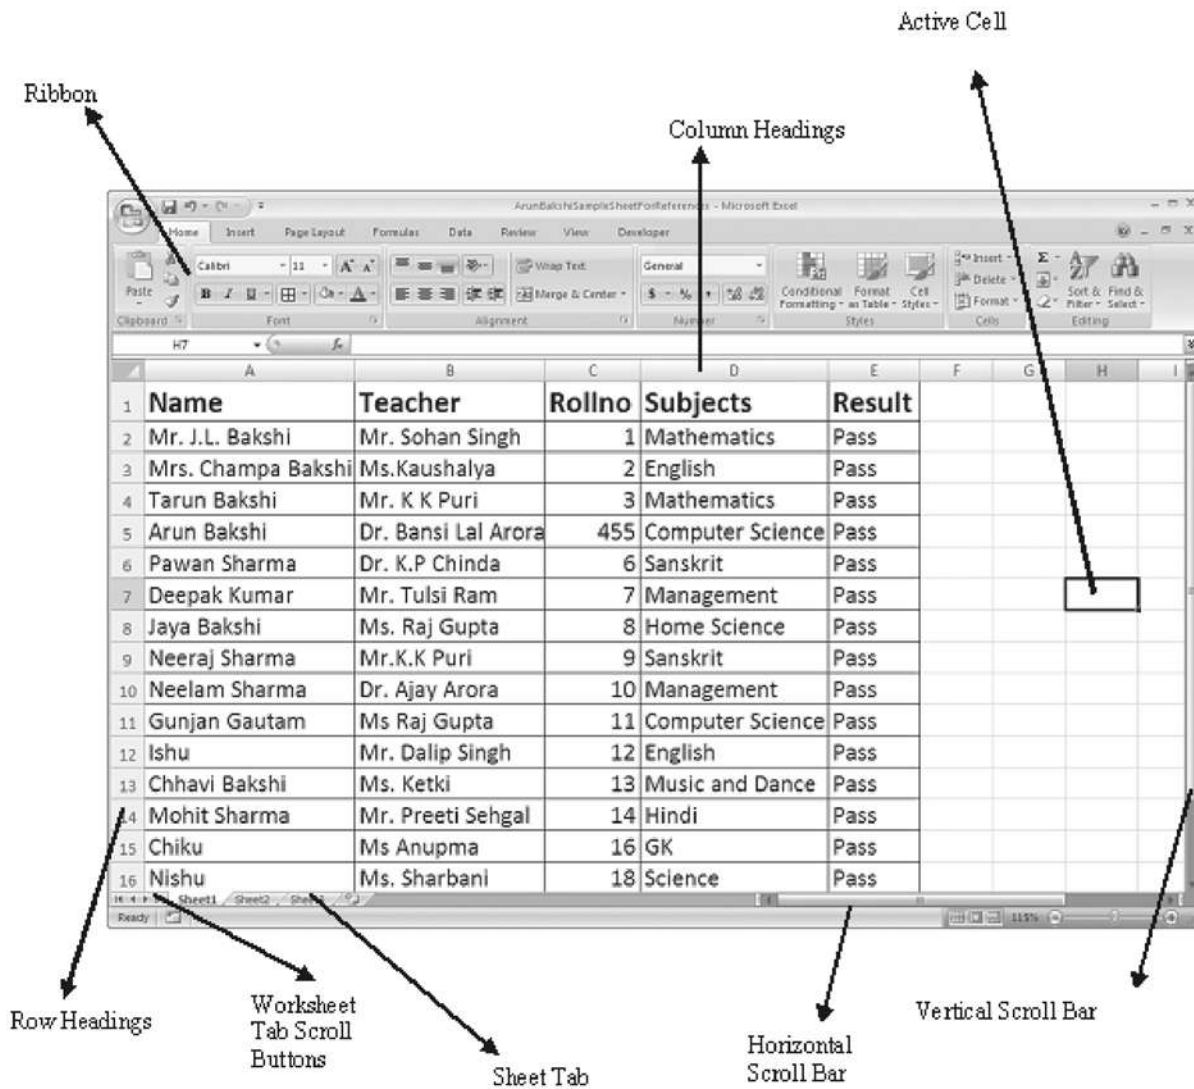 Active Cell
Ribbon
Column Headings
ArunBakshiSampleSheetForReferences - Microsoft Excel
Home Insert Page Layout Formulas Data Review View Developer
Calibri 11 Wrap Text General Insert
Paste B I U A Merge & Center $ % , Conditional Formatting Format as Table Cell Styles Delete Format Σ Sort & Filter Find & Select
Clipboard Font Alignment Number Styles Cells Editing
H7 fx
A B C D E F G H I
1 Name Teacher Rollno Subjects Result
2 Mr. J.L. Bakshi Mr. Sohan Singh 1 Mathematics Pass
3 Mrs. Champa Bakshi Ms.Kaushalya 2 English Pass
4 Tarun Bakshi Mr. K K Puri 3 Mathematics Pass
5 Arun Bakshi Dr. Bansi Lal Arora 455 Computer Science Pass
6 Pawan Sharma Dr. K.P Chinda 6 Sanskrit Pass
7 Deepak Kumar Mr. Tulsi Ram 7 Management Pass
8 Jaya Bakshi Ms. Raj Gupta 8 Home Science Pass
9 Neeraj Sharma Mr.K.K Puri 9 Sanskrit Pass
10 Neelam Sharma Dr. Ajay Arora 10 Management Pass
11 Gunjan Gautam Ms Raj Gupta 11 Computer Science Pass
12 Ishu Mr. Dalip Singh 12 English Pass
13 Chhavi Bakshi Ms. Ketki 13 Music and Dance Pass
14 Mohit Sharma Mr. Preeti Sehgal 14 Hindi Pass
15 Chiku Ms Anupma 16 GK Pass
16 Nishu Ms. Sharbani 18 Science Pass
Sheet1 Sheet2
Ready 115%
Row Headings
Worksheet
Tab Scroll
Buttons
Sheet Tab
Horizontal
Scroll Bar
Vertical Scroll Bar